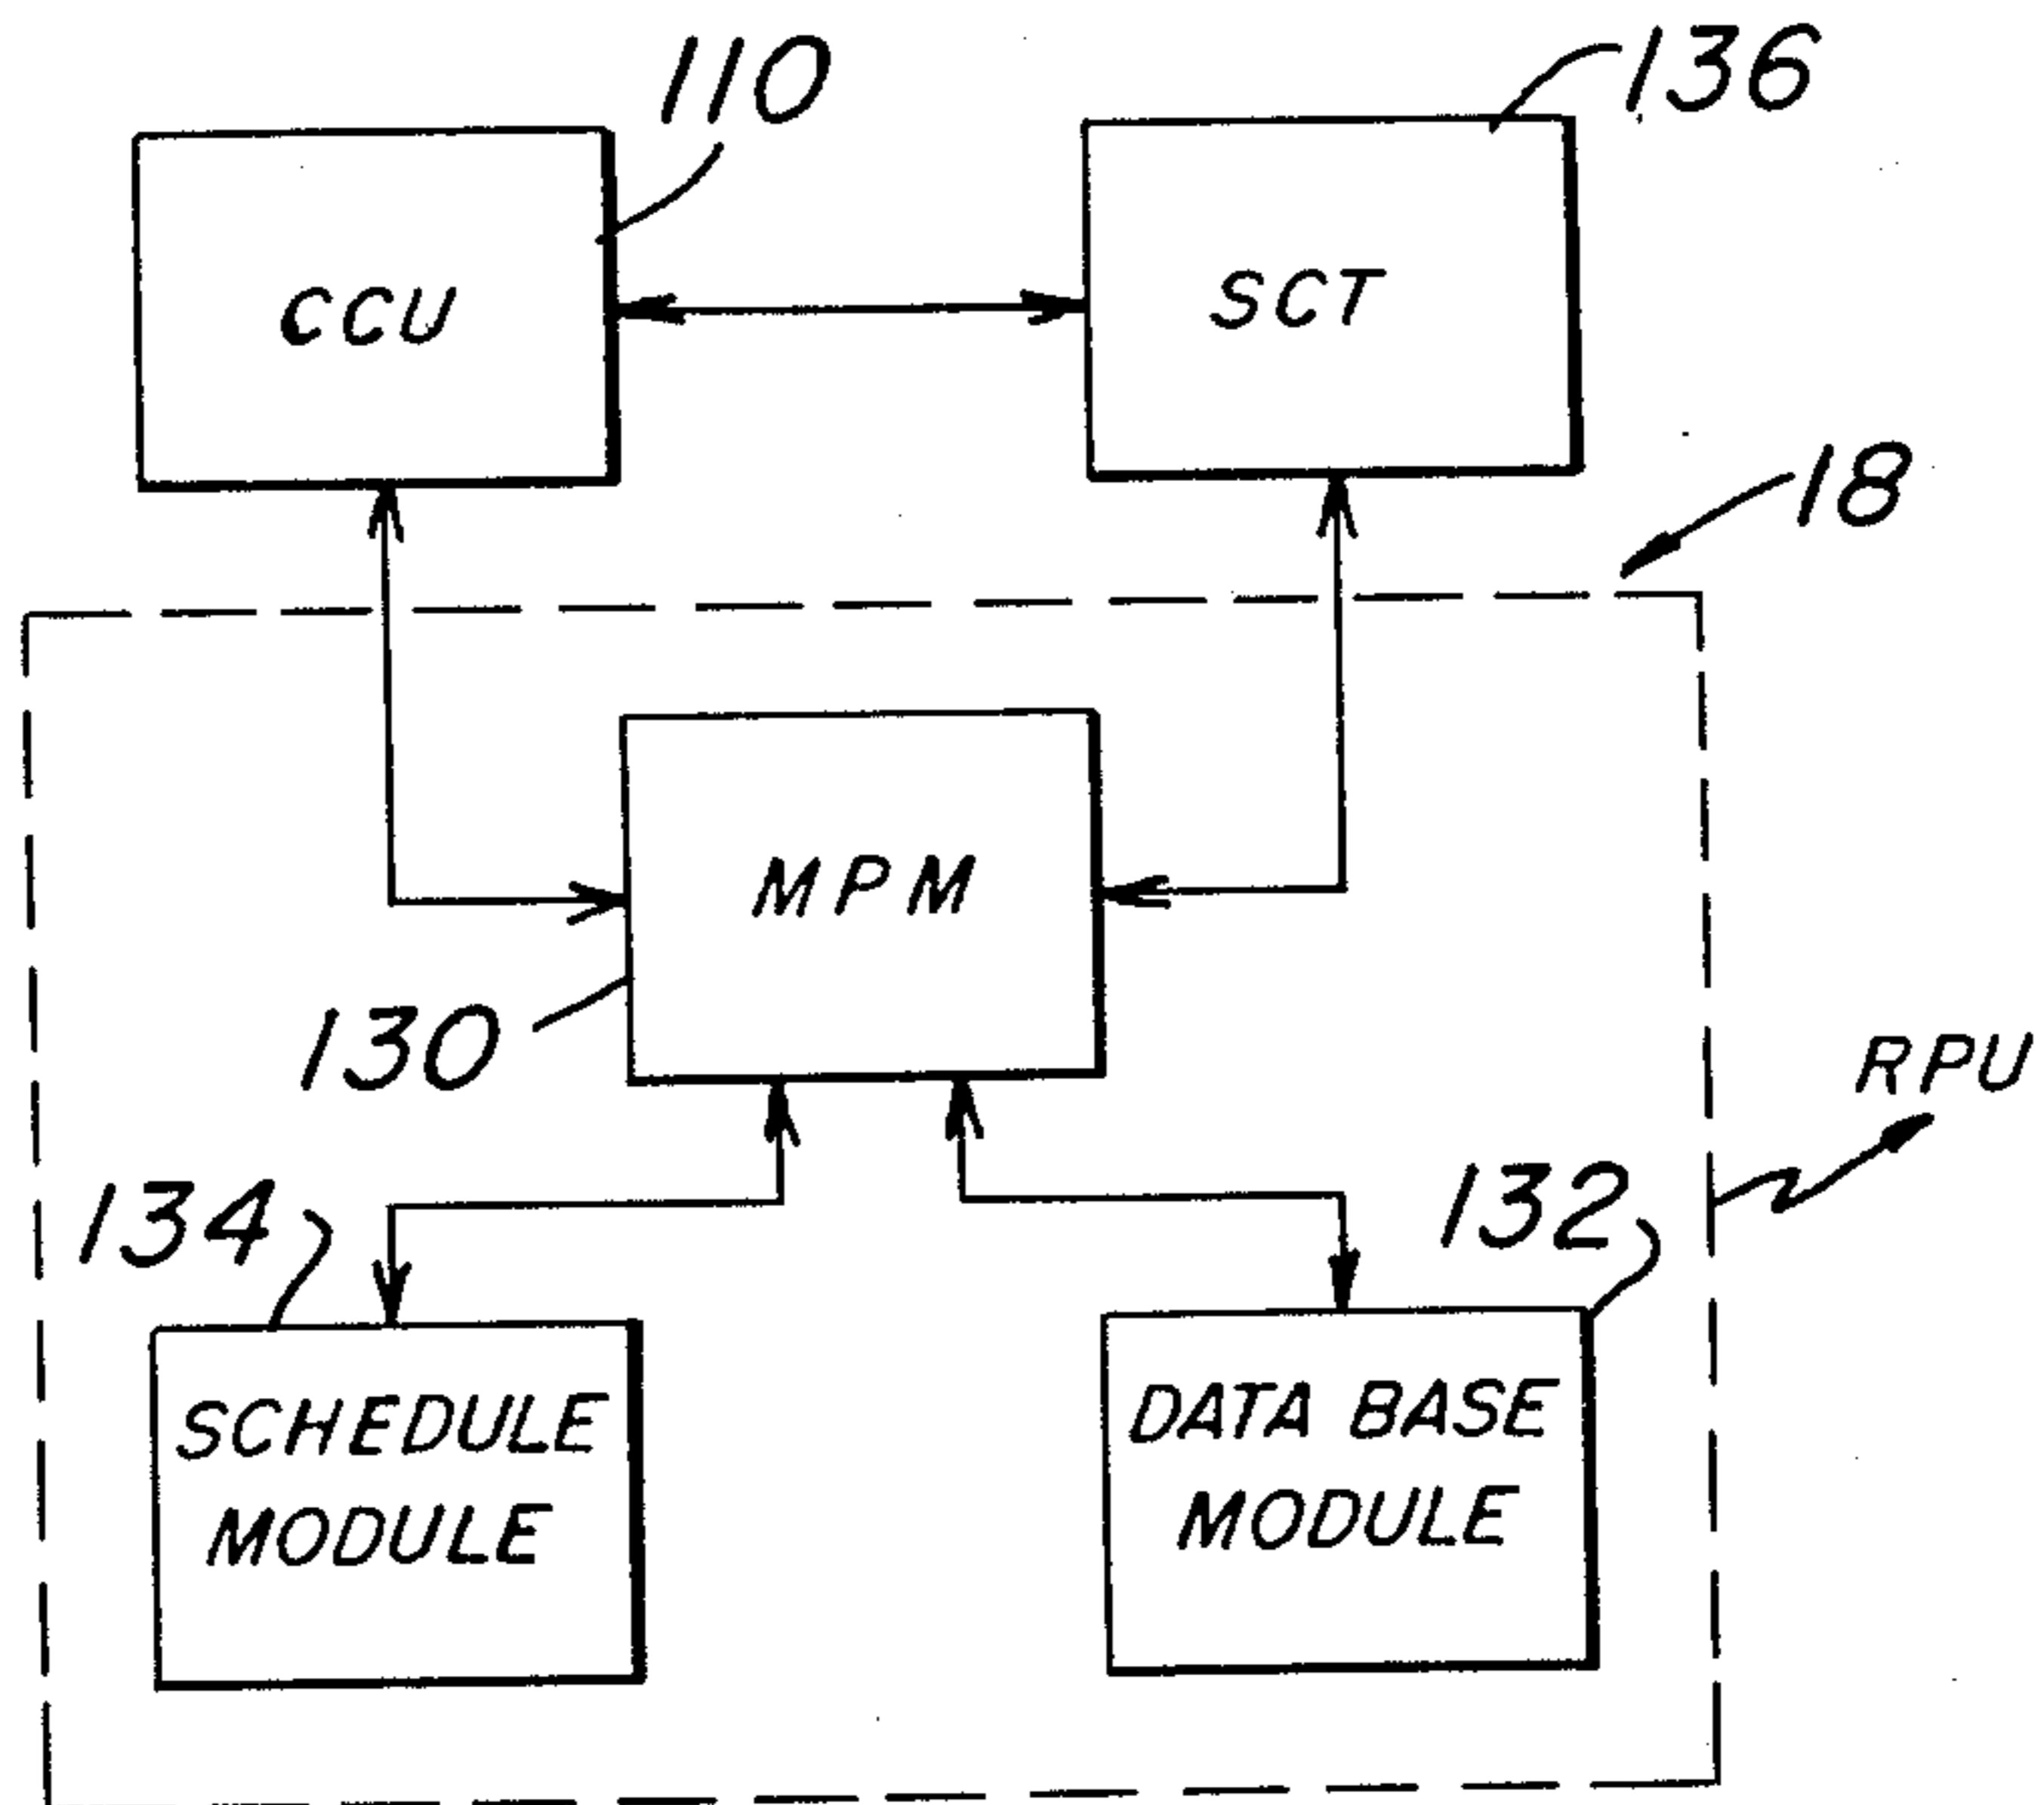 110
136
CCU
SCT
18
MPM
130
RPU
134
132
SCHEDULE
MODULE
DATA BASE
MODULE